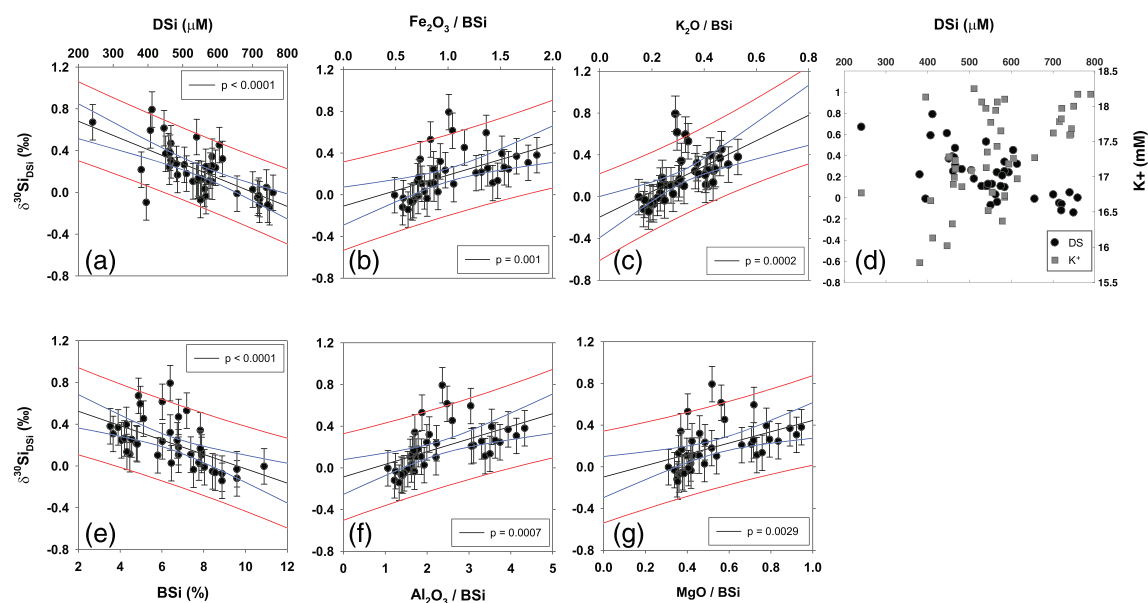 DSi (μM)
200 300 400 500 600 700 800
Fe₂O₃ / BSi
0.0 0.5 1.0 1.5 2.0
K₂O / BSi
0.0 0.2 0.4 0.6 0.8
DSi (μM)
200 300 400 500 600 700 800
δ³⁰Si_DSi (‰)
1.2
0.8
0.4
0.0
-0.4
-0.8
p < 0.0001
(a)
p = 0.001
(b)
p = 0.0002
(c)
1
0.8
0.6
0.4
0.2
0
0.2
0.4
0.6
0.8
(d)
DS
K⁺
18.5
18
17.5
17
16.5
16
15.5
K+ (mM)
δ³⁰Si_DSi (‰)
1.2
0.8
0.4
0.0
-0.4
-0.8
p < 0.0001
(e)
2 4 6 8 10 12
BSi (%)
p = 0.0007
(f)
0 1 2 3 4 5
Al₂O₃ / BSi
p = 0.0029
(g)
0.0 0.2 0.4 0.6 0.8 1.0
MgO / BSi